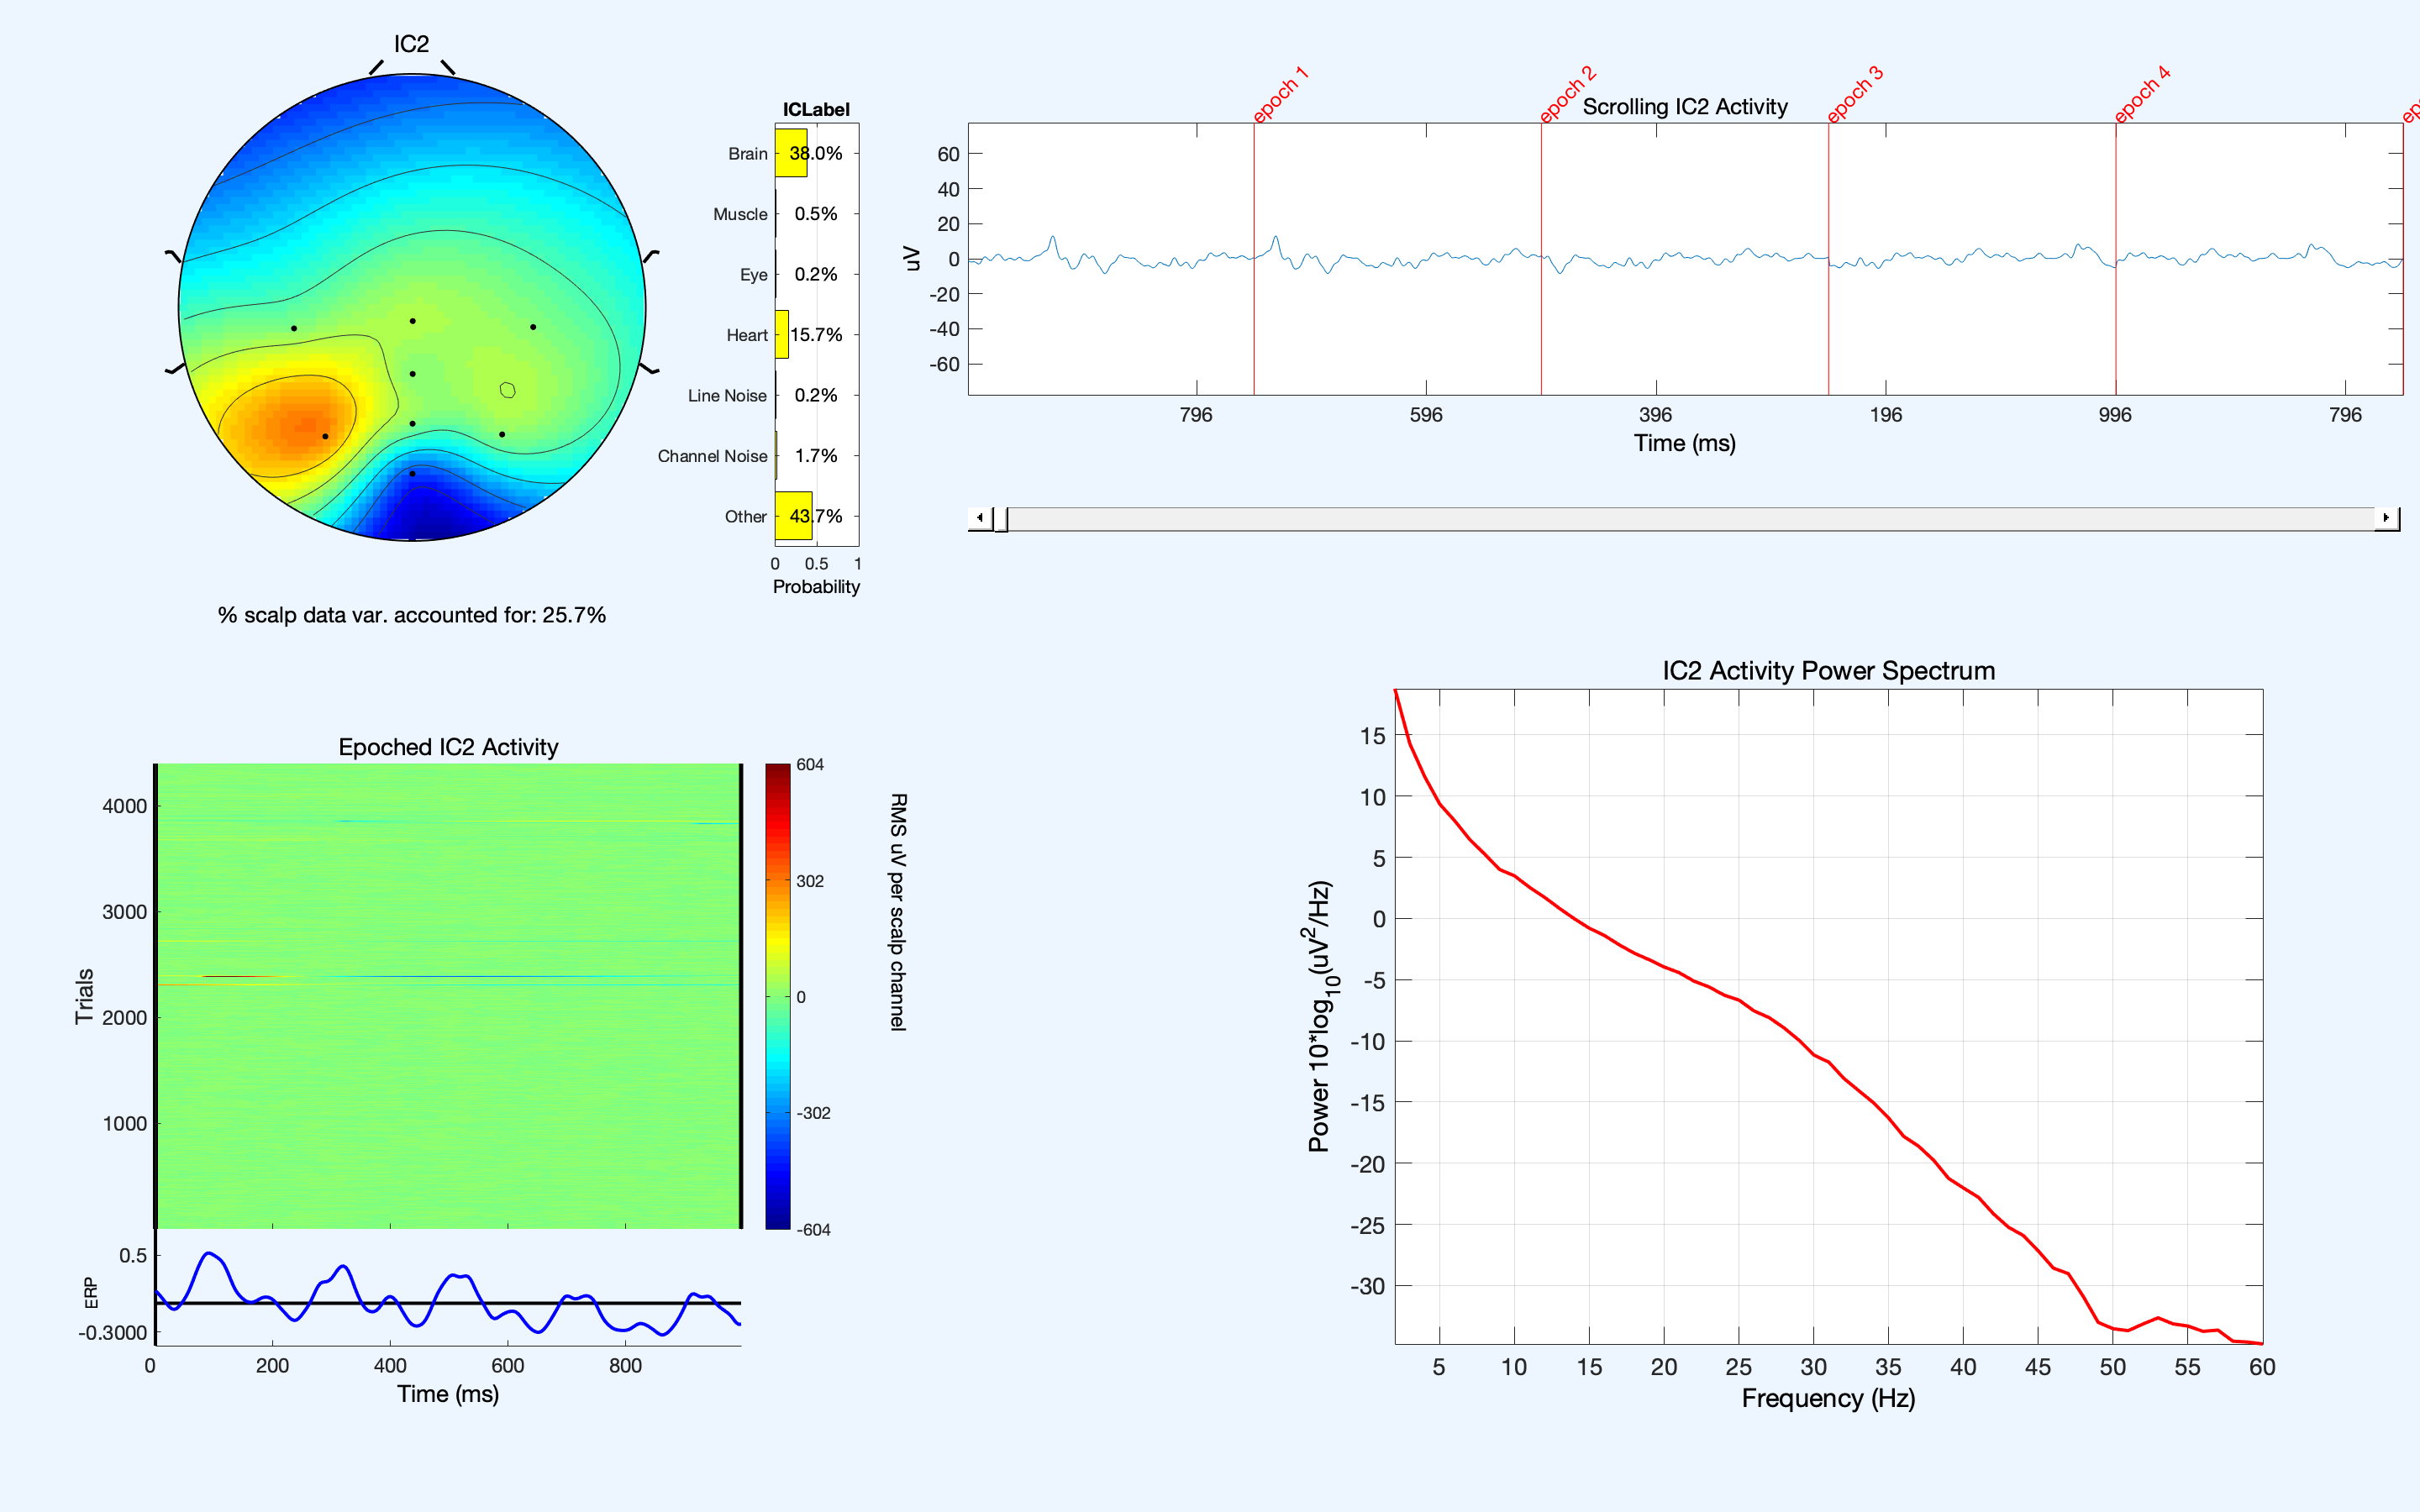 IC2
ICLabel
Brain 38.0%
Muscle 0.5%
Eye 0.2%
Heart 15.7%
Line Noise 0.2%
Channel Noise 1.7%
Other 43.7%
0 0.5 1
Probability
% scalp data var. accounted for: 25.7%
epoch 1
epoch 2
epoch 3
epoch 4
Scrolling IC2 Activity
uV
60
40
20
0
-20
-40
-60
796 596 396 196 996 796
Time (ms)
Epoched IC2 Activity
Trials
4000
3000
2000
1000
604
302
0
-302
-604
RMS uV per scalp channel
ERP
0.5
-0.3000
0 200 400 600 800
Time (ms)
IC2 Activity Power Spectrum
Power 10*log10(uV2/Hz)
15
10
5
0
-5
-10
-15
-20
-25
-30
5 10 15 20 25 30 35 40 45 50 55 60
Frequency (Hz)